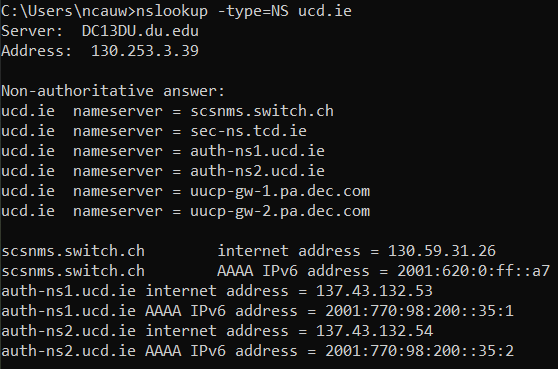 C:\Users\ncauw>nslookup -type=NS ucd.ie
Server:  DC13DU.du.edu
Address:  130.253.3.39

Non-authoritative answer:
ucd.ie  nameserver = scsnms.switch.ch
ucd.ie  nameserver = sec-ns.tcd.ie
ucd.ie  nameserver = auth-ns1.ucd.ie
ucd.ie  nameserver = auth-ns2.ucd.ie
ucd.ie  nameserver = uucp-gw-1.pa.dec.com
ucd.ie  nameserver = uucp-gw-2.pa.dec.com

scsnms.switch.ch        internet address = 130.59.31.26
scsnms.switch.ch        AAAA IPv6 address = 2001:620:0:ff::a7
auth-ns1.ucd.ie internet address = 137.43.132.53
auth-ns1.ucd.ie AAAA IPv6 address = 2001:770:98:200::35:1
auth-ns2.ucd.ie internet address = 137.43.132.54
auth-ns2.ucd.ie AAAA IPv6 address = 2001:770:98:200::35:2